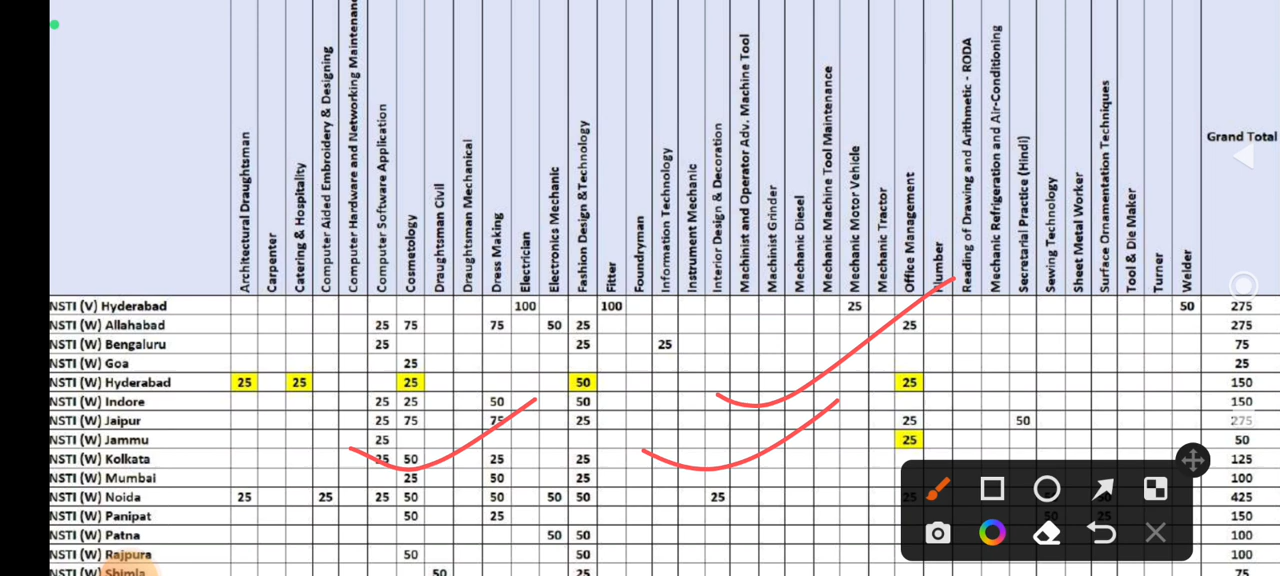 Architectural Draughtsman
Carpenter
Catering & Hospitality
Computer Aided Embroidery & Designing
Computer Hardware and Networking Maintenanc
Computer Software Application
Cosmetology
Draughtsman Civil
Draughtsman Mechanical
Dress Making
Electrician
Electronics Mechanic
Fashion Design &Technology
Fitter
Foundryman
Information Technology
Instrument Mechanic
Interior Design & Decoration
Machinist and Operator Adv. Machine Tool
Machinist Grinder
Mechanic Diesel
Mechanic Machine Tool Maintenance
Mechanic Motor Vehicle
Mechanic Tractor
Office Management
Plumber
Reading of Drawing and Arithmetic - RODA
Mechanic Refrigeration and Air-Conditioning
Secretarial Practice (Hindi)
Sewing Technology
Sheet Metal Worker
Surface Ornamentation Techniques
Tool & Die Maker
Turner
Welder
Grand Total
NSTI (V) Hyderabad 100 100 25 50 275
NSTI (W) Allahabad 25 75 75 50 25 25 275
NSTI (W) Bengaluru 25 25 25 75
NSTI (W) Goa 25 25
NSTI (W) Hyderabad 25 25 25 50 25 150
NSTI (W) Indore 25 25 50 50 150
NSTI (W) Jaipur 25 75 75 25 25 50 275
NSTI (W) Jammu 25 25 50
NSTI (W) Kolkata 25 50 25 25 125
NSTI (W) Mumbai 25 50 25 100
NSTI (W) Noida 25 25 25 50 50 50 50 25 25 425
NSTI (W) Panipat 50 25 50 25 150
NSTI (W) Patna 50 50 100
NSTI (W) Rajpura 50 50 100
NSTI (W) Shimla 50 25 75